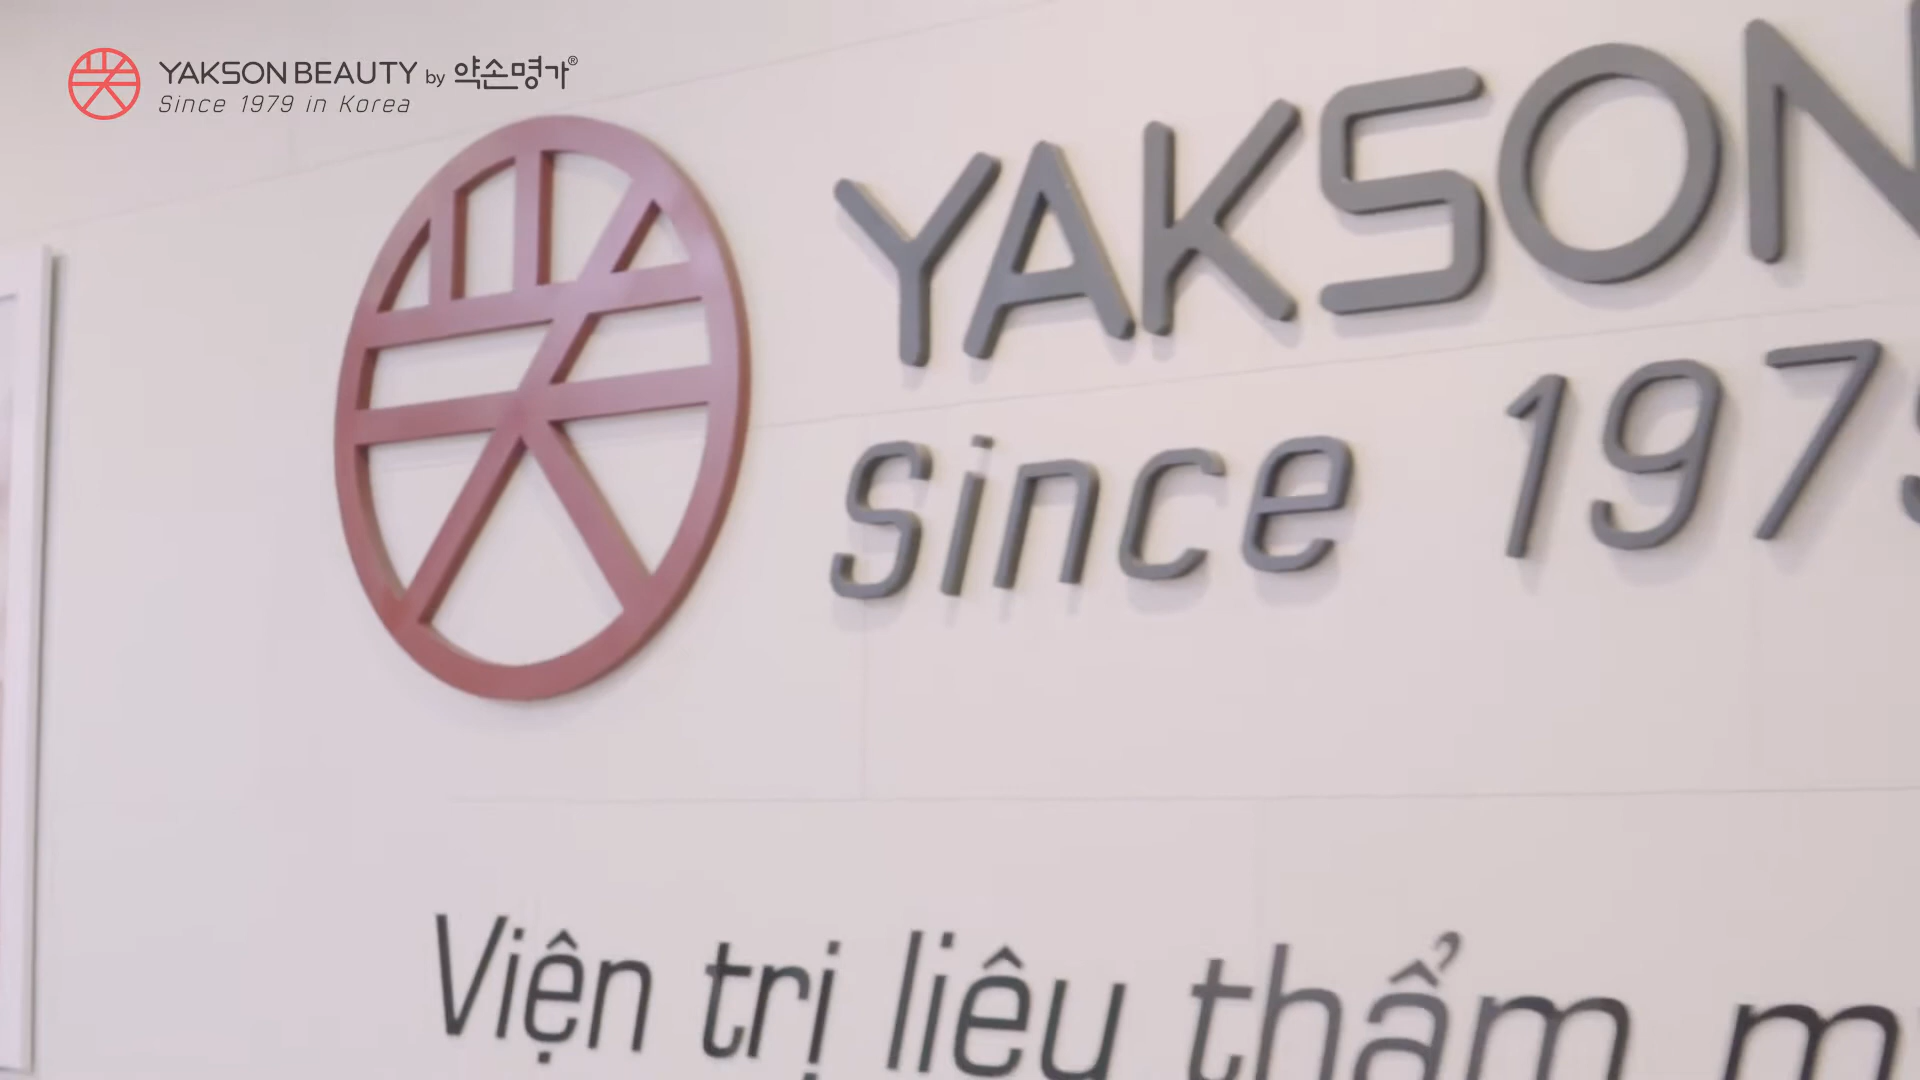 YAKSON BEAUTY by 약손명가®
Since 1979 in Korea
YAKSON
Since 197
Viện trị liệu thẩm